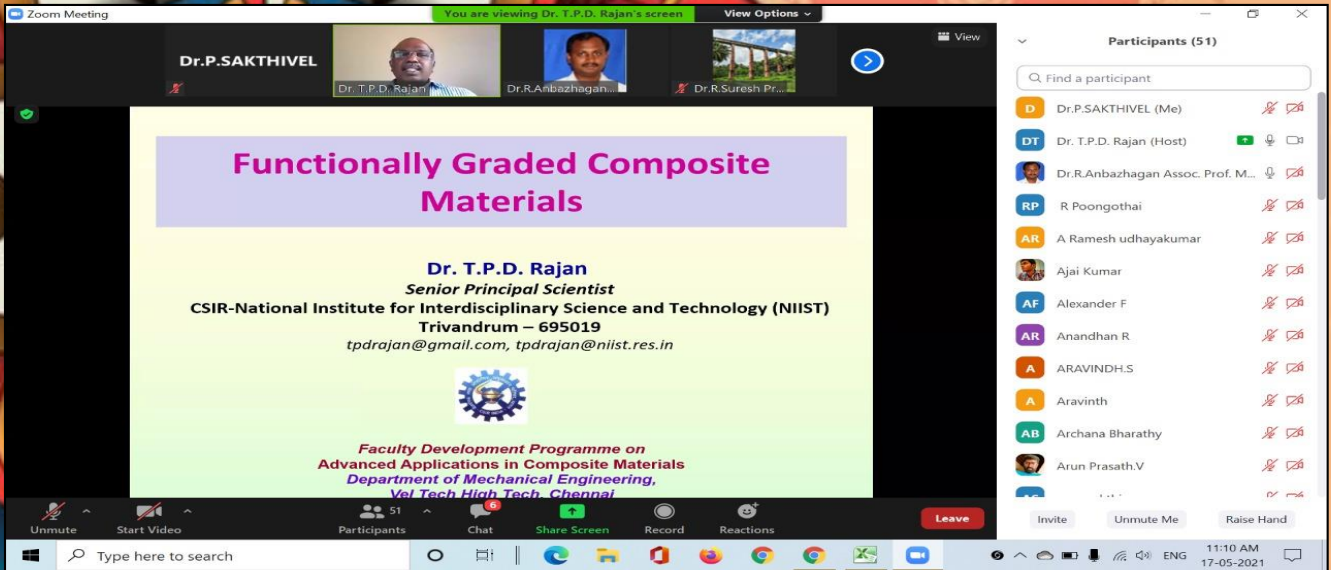 Zoom Meeting
You are viewing Dr. T.P.D. Rajan's screen
View Options
View
Dr.P.SAKTHIVEL
Dr. T.P.D. Rajan
Dr.R.Anbazhagan...
Dr.R.Suresh Pr...
Functionally Graded Composite
Materials
Dr. T.P.D. Rajan
Senior Principal Scientist
CSIR-National Institute for Interdisciplinary Science and Technology (NIIST)
Trivandrum – 695019
tpdrajan@gmail.com, tpdrajan@niist.res.in
Faculty Development Programme on
Advanced Applications in Composite Materials
Department of Mechanical Engineering,
Vel Tech High Tech, Chennai
Participants (51)
Find a participant
D Dr.P.SAKTHIVEL (Me)
DT Dr. T.P.D. Rajan (Host)
Dr.R.Anbazhagan Assoc. Prof. M...
RP R Poongothai
AR A Ramesh udhayakumar
Ajai Kumar
AF Alexander F
AR Anandhan R
A ARAVINDH.S
A Aravinth
AB Archana Bharathy
Arun Prasath.V
Invite Unmute Me Raise Hand
Unmute Start Video Participants 51 Chat 6 Share Screen Record Reactions Leave
Type here to search
ENG
11:10 AM
17-05-2021